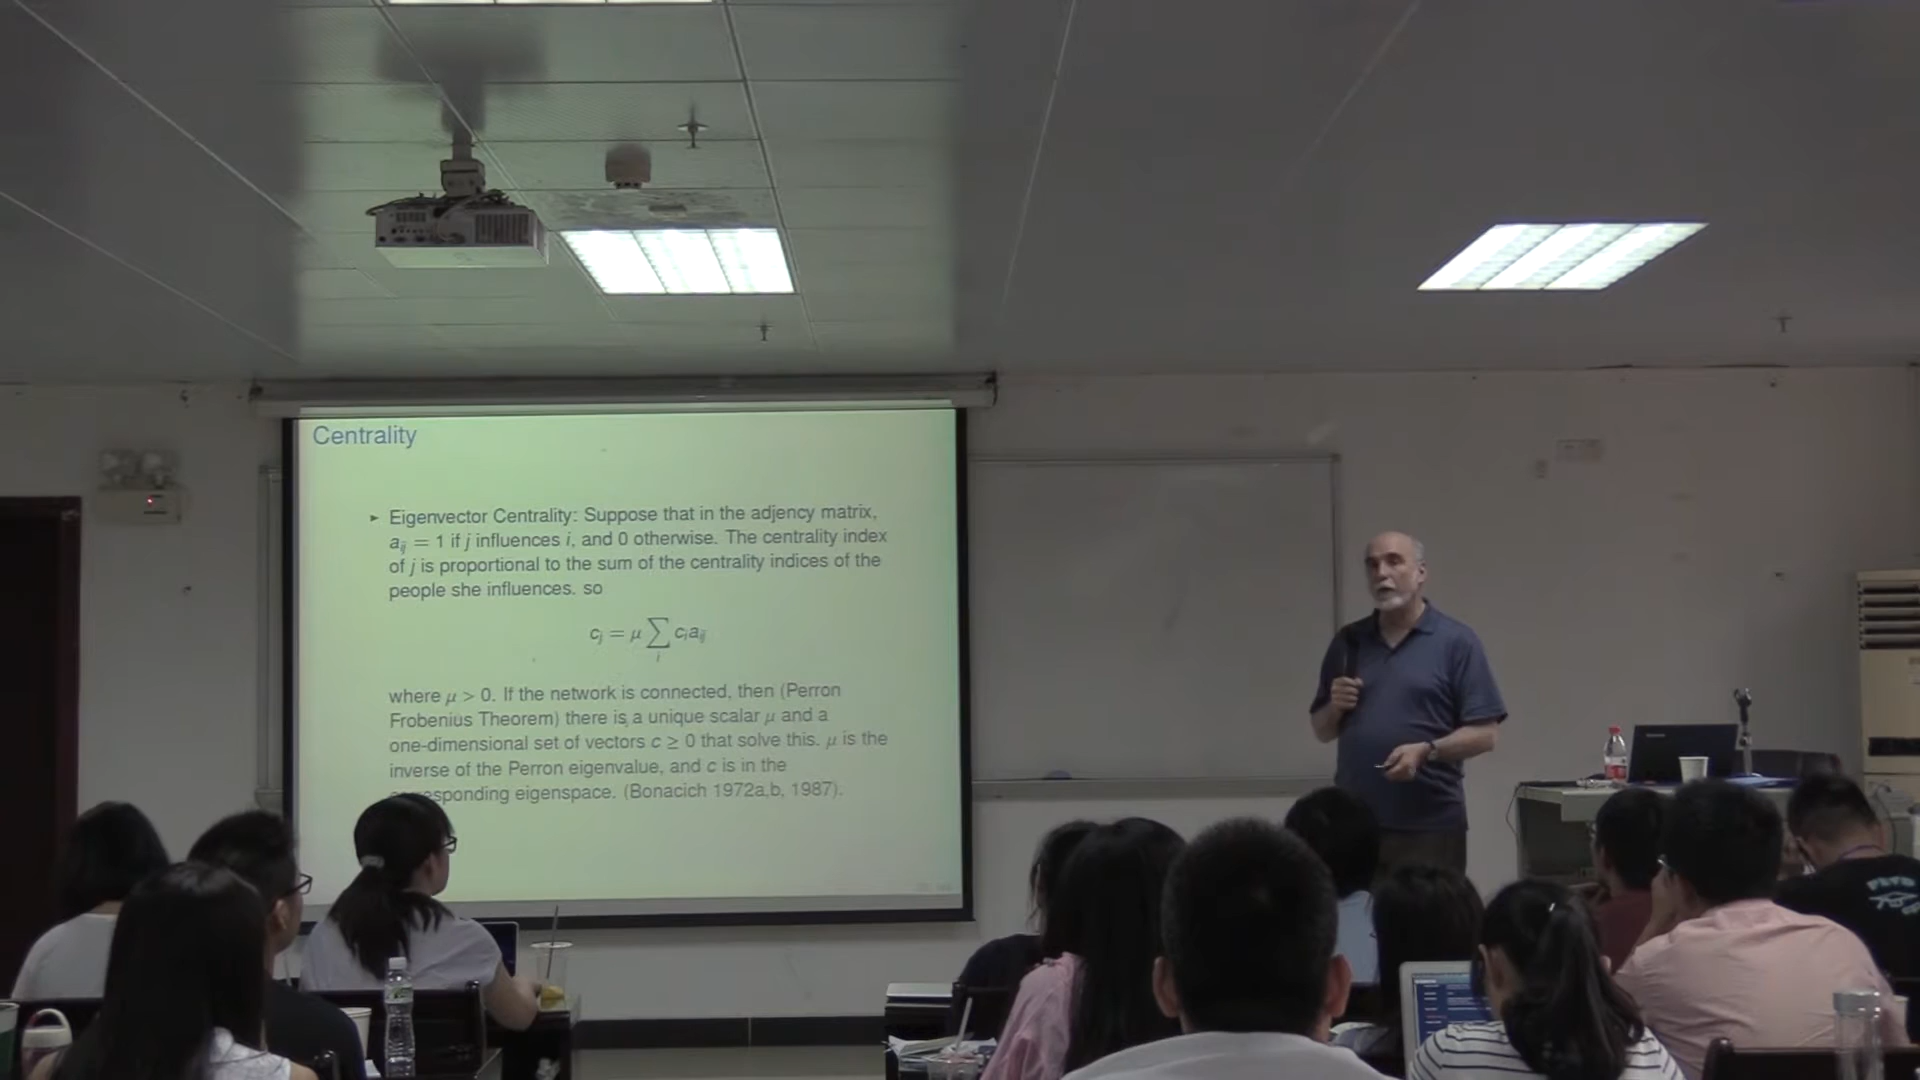 Centrality
▸ Eigenvector Centrality: Suppose that in the adjency matrix,
a_ij = 1 if j influences i, and 0 otherwise. The centrality index
of j is proportional to the sum of the centrality indices of the
people she influences. so
c_j = μ ∑_i c_i a_ij
where μ > 0. If the network is connected, then (Perron
Frobenius Theorem) there is a unique scalar μ and a
one-dimensional set of vectors c ≥ 0 that solve this. μ is the
inverse of the Perron eigenvalue, and c is in the
eigenspace. (Bonacich 1972a,b, 1987).